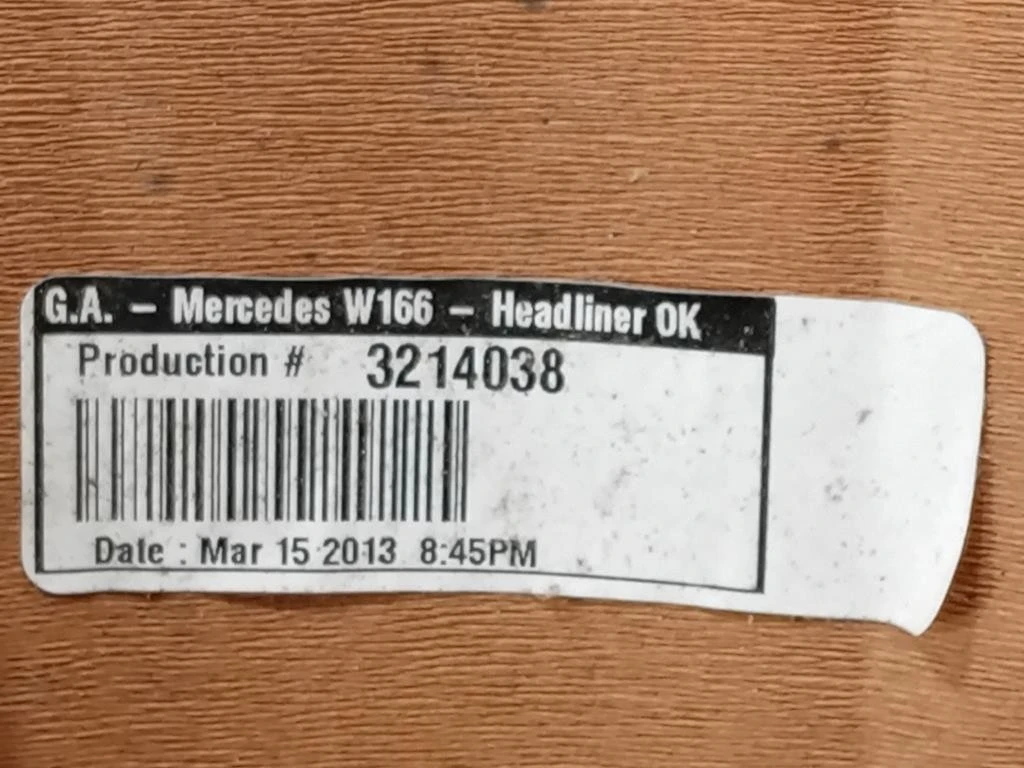 G.A. – Mercedes W166 – Headliner OK
Production # 3214038
Date : Mar 15 2013 8:45PM